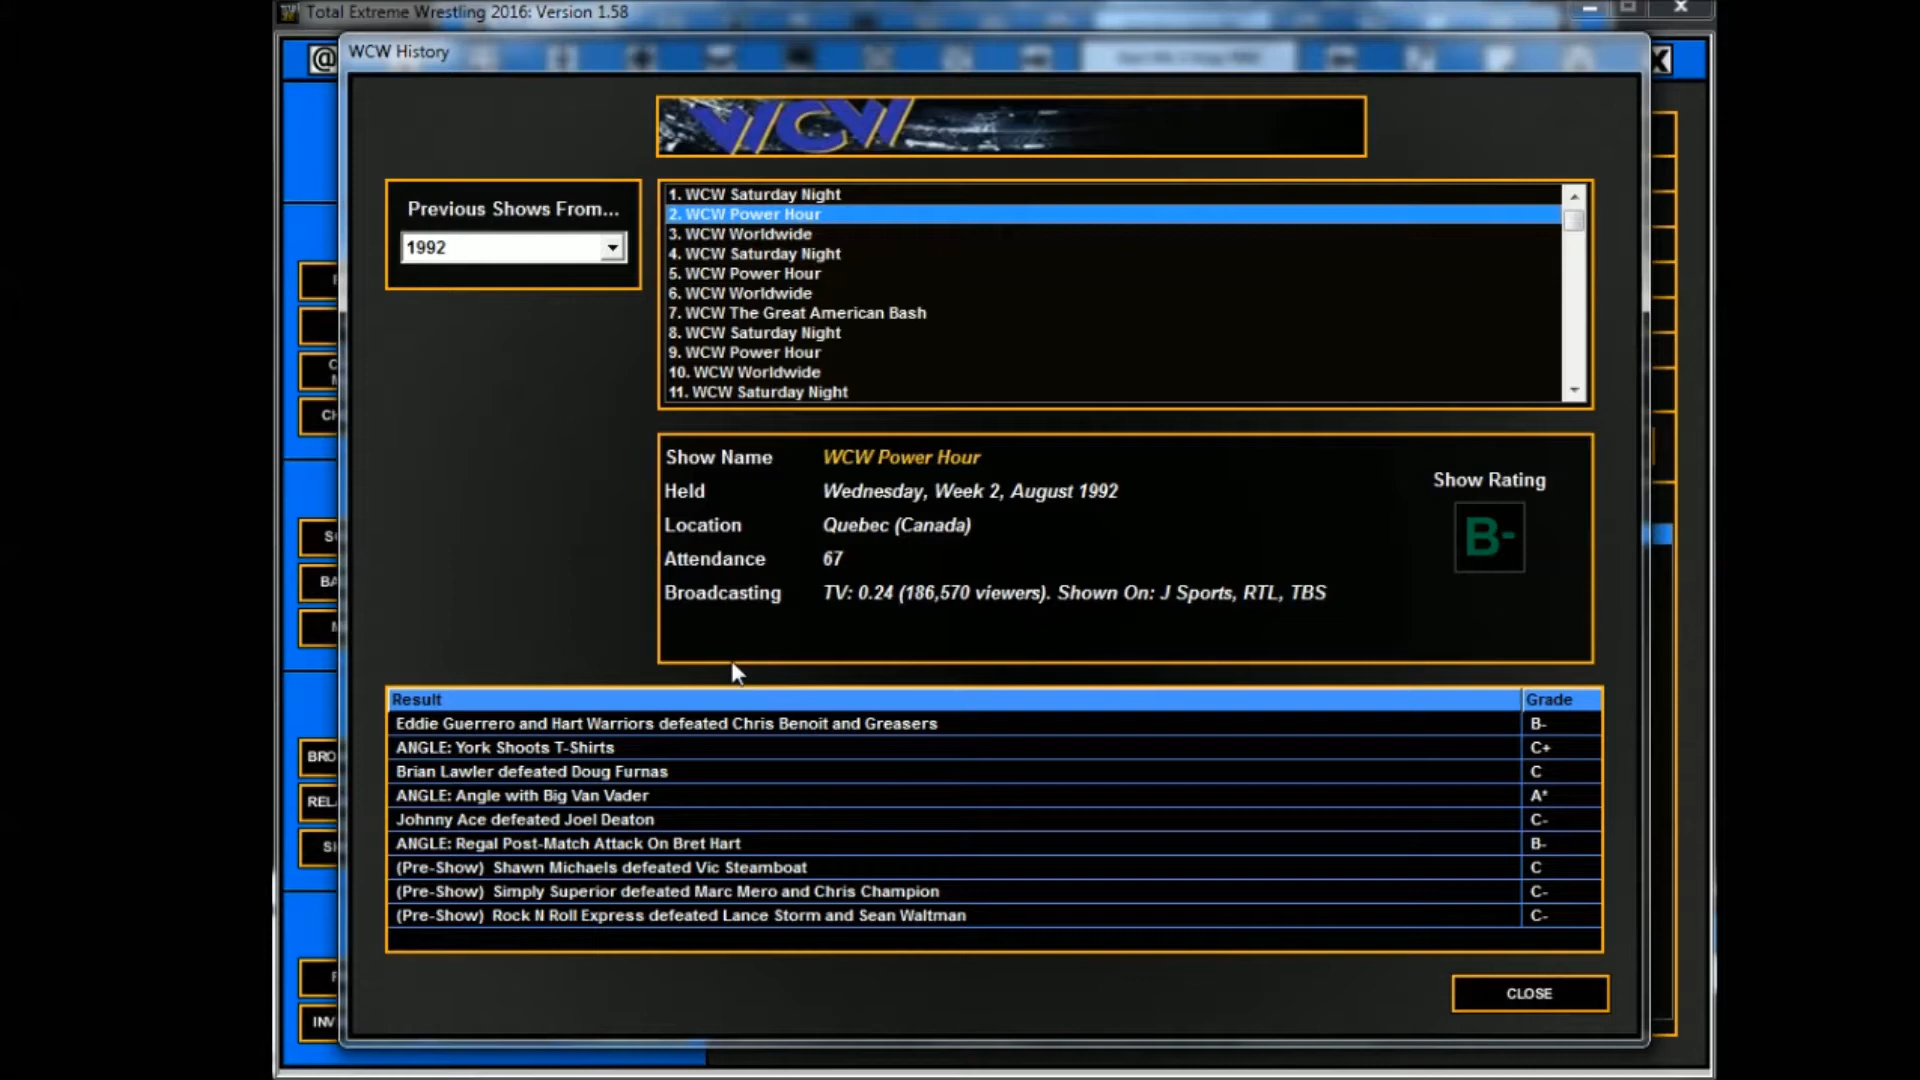 Total Extreme Wrestling 2016: Version 1.58
WCW History
@
X
WCW
Previous Shows From...
1992
1. WCW Saturday Night
2. WCW Power Hour
3. WCW Worldwide
4. WCW Saturday Night
5. WCW Power Hour
6. WCW Worldwide
7. WCW The Great American Bash
8. WCW Saturday Night
9. WCW Power Hour
10. WCW Worldwide
11. WCW Saturday Night
Show Name WCW Power Hour
Held Wednesday, Week 2, August 1992
Location Quebec (Canada)
Attendance 67
Broadcasting TV: 0.24 (186,570 viewers). Shown On: J Sports, RTL, TBS
Show Rating
B-
Result Grade
Eddie Guerrero and Hart Warriors defeated Chris Benoit and Greasers B-
ANGLE: York Shoots T-Shirts C+
Brian Lawler defeated Doug Furnas C
ANGLE: Angle with Big Van Vader A*
Johnny Ace defeated Joel Deaton C-
ANGLE: Regal Post-Match Attack On Bret Hart B-
(Pre-Show) Shawn Michaels defeated Vic Steamboat C
(Pre-Show) Simply Superior defeated Marc Mero and Chris Champion C-
(Pre-Show) Rock N Roll Express defeated Lance Storm and Sean Waltman C-
CLOSE
CH
BA
BRO
REL
INV